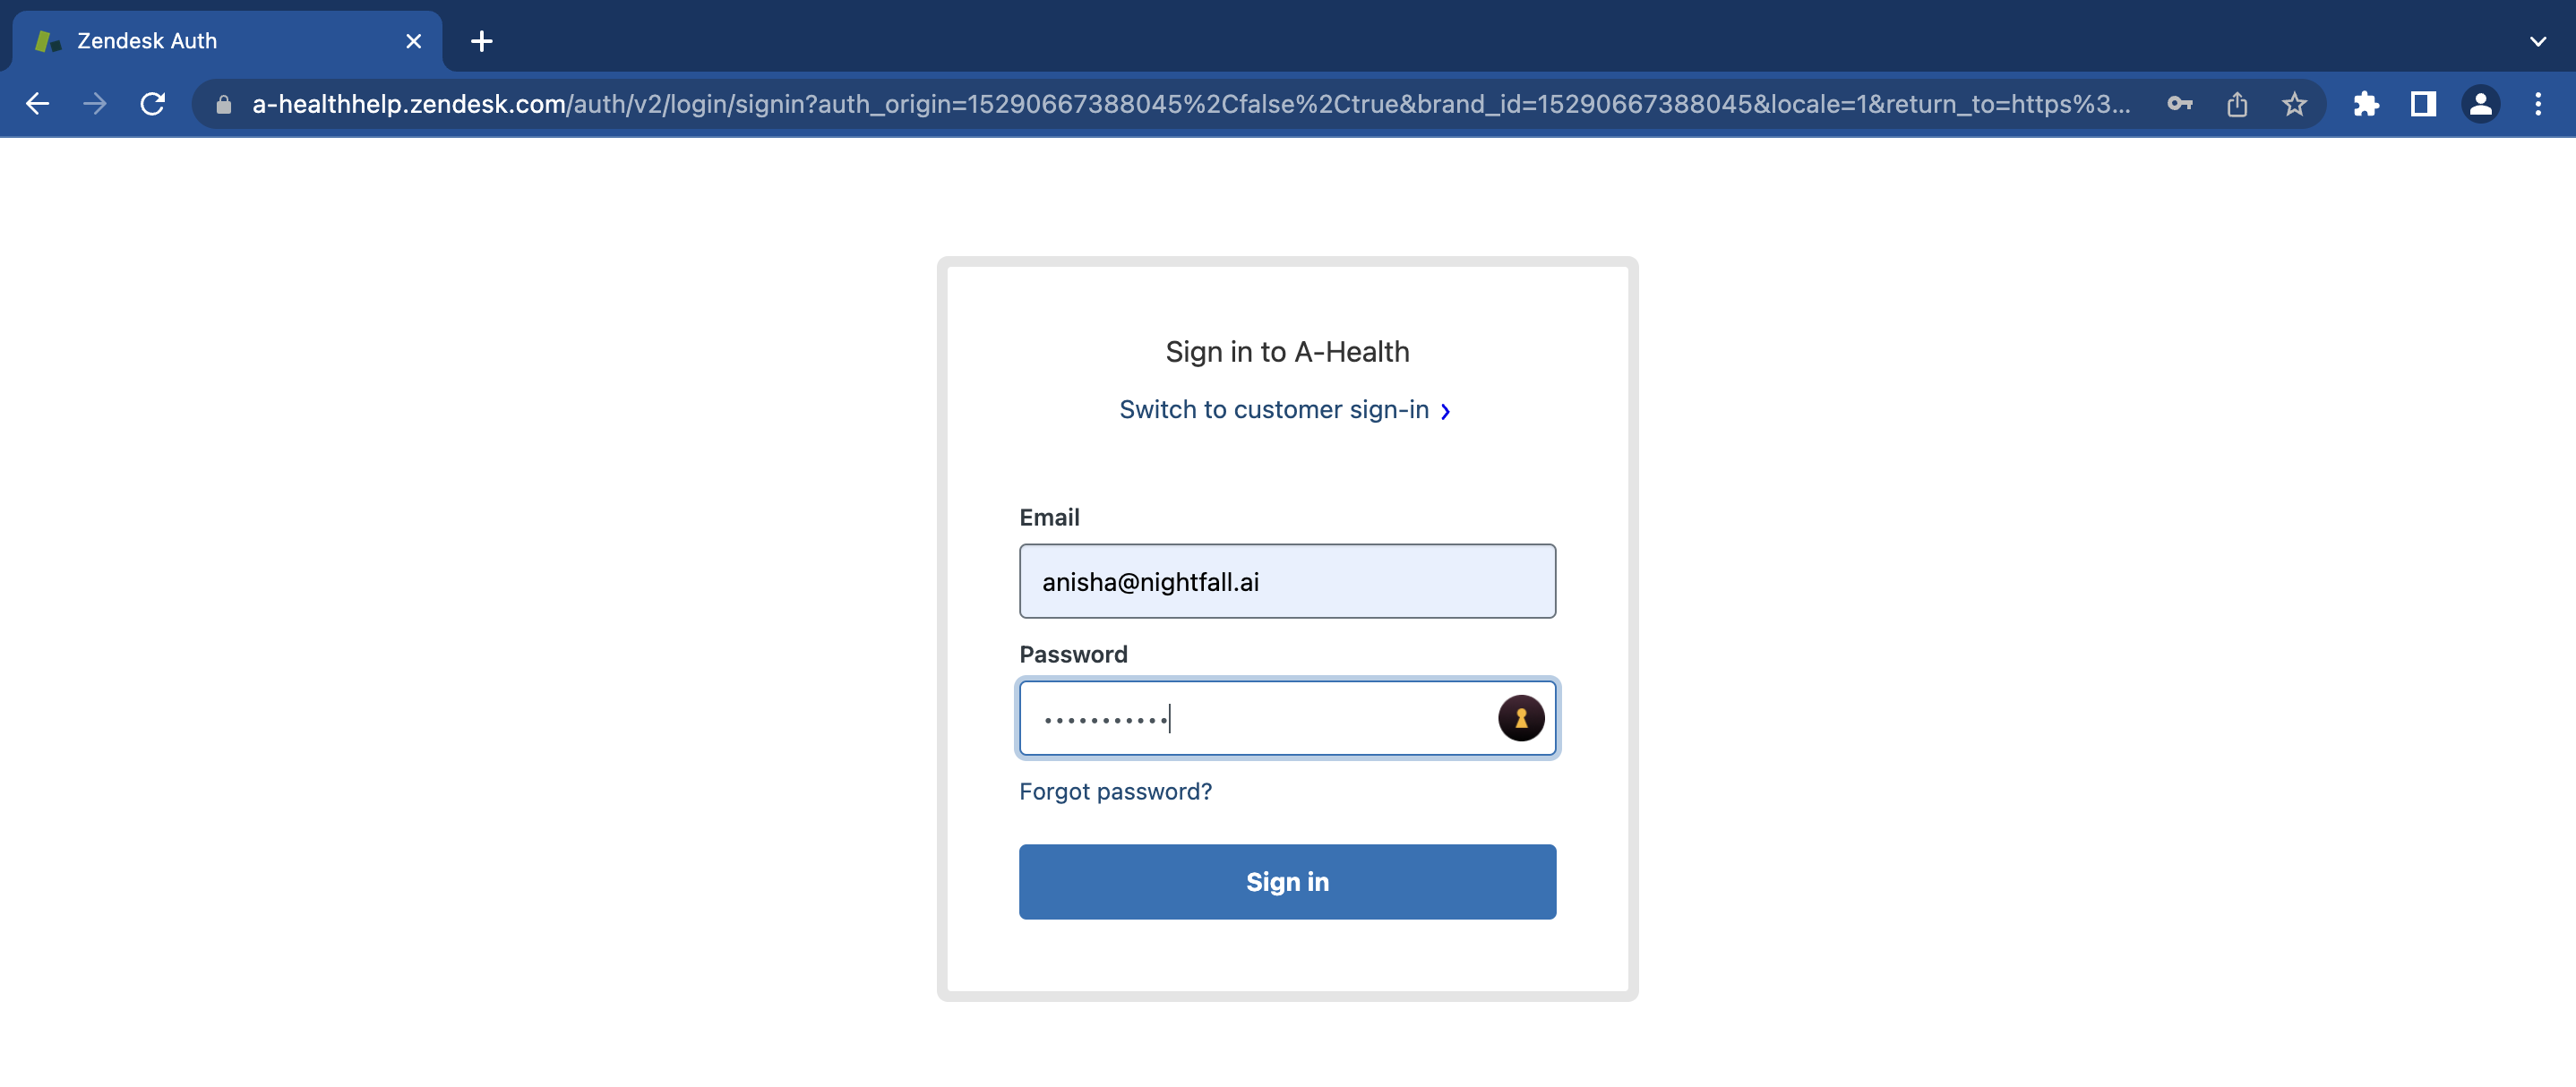 Zendesk Auth
a-healthhelp.zendesk.com/auth/v2/login/signin?auth_origin=15290667388045%2Cfalse%2Ctrue&brand_id=15290667388045&locale=1&return_to=https%3...
Sign in to A-Health
Switch to customer sign-in
Email
anisha@nightfall.ai
Password
Forgot password?
Sign in